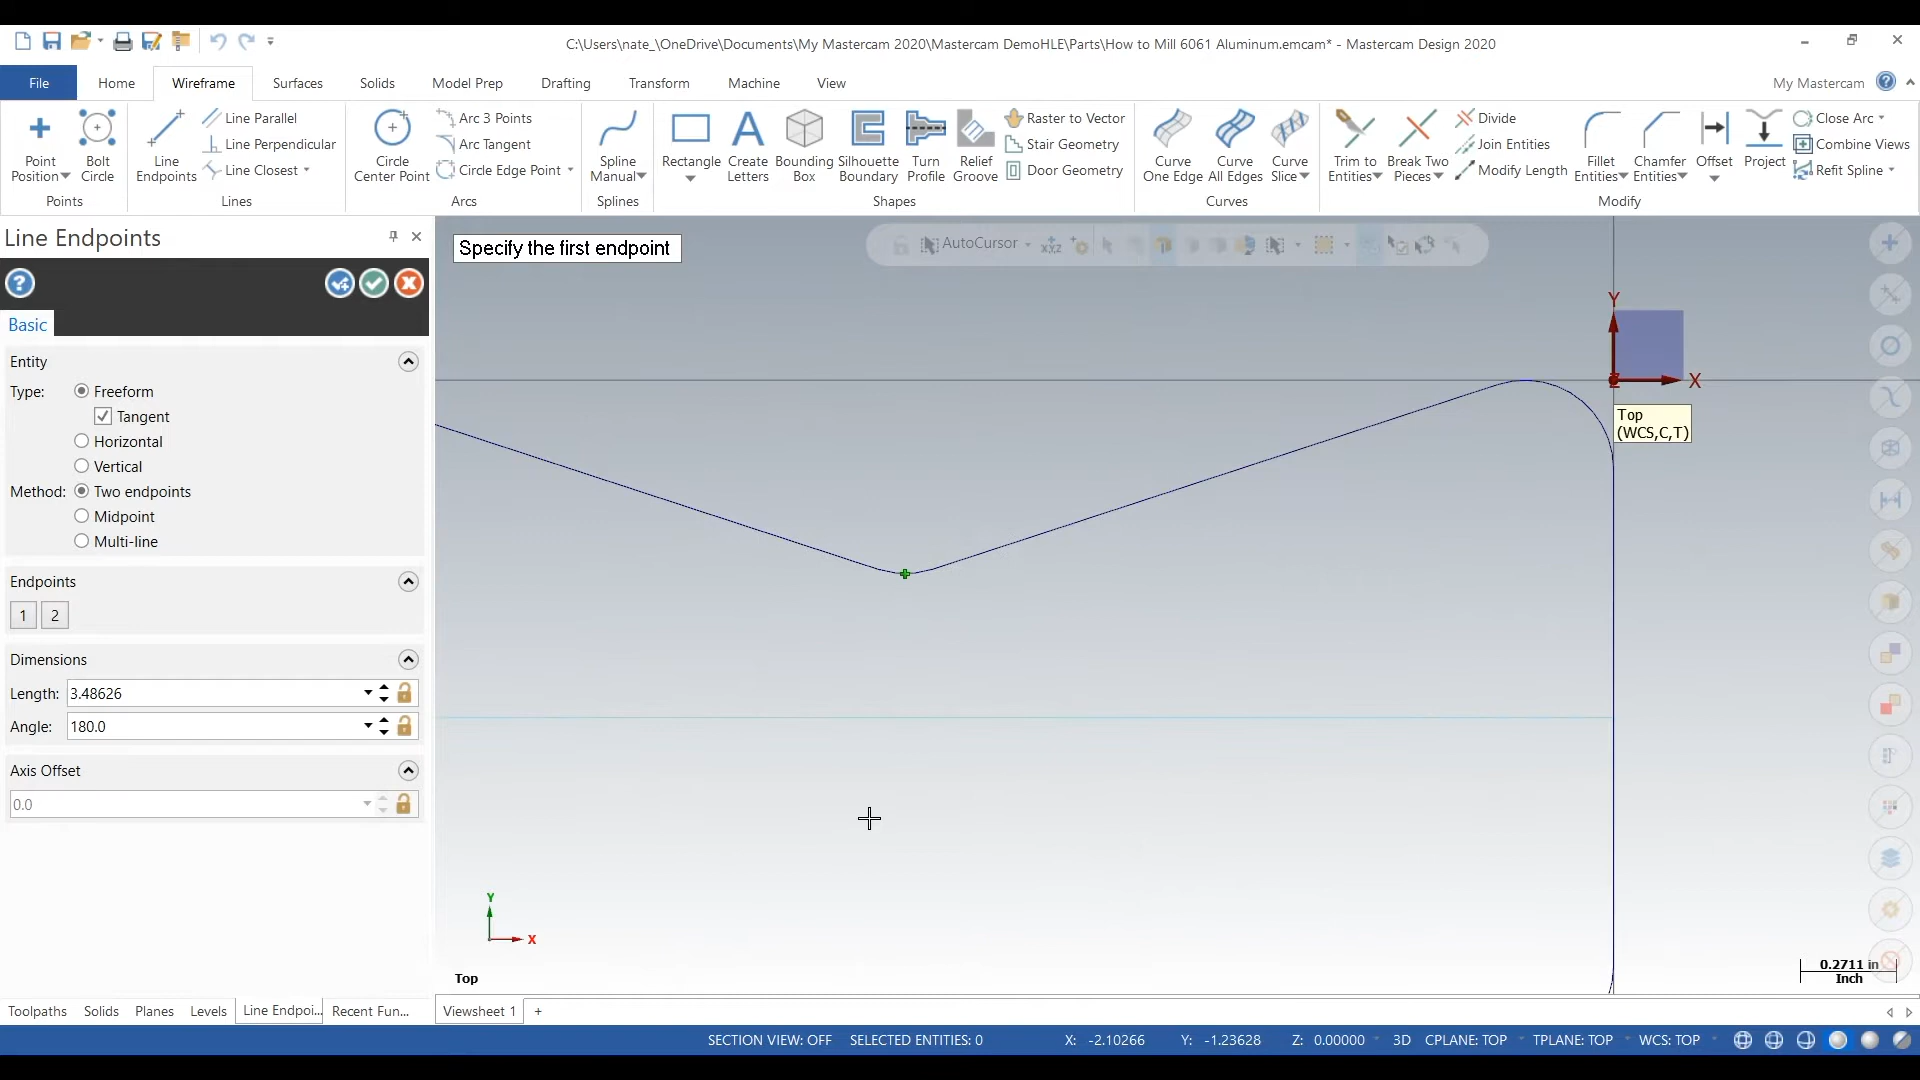 C:\Users\nate_\OneDrive\Documents\My Mastercam 2020\Mastercam DemoHLE\Parts\How to Mill 6061 Aluminum.emcam* - Mastercam Design 2020
File Home Wireframe Surfaces Solids Model Prep Drafting Transform Machine View My Mastercam
Point Position
Bolt Circle
Points
Line Endpoints
Line Parallel
Line Perpendicular
Line Closest
Lines
Circle Center Point
Arc 3 Points
Arc Tangent
Circle Edge Point
Arcs
Spline Manual
Splines
Rectangle
Create Letters
Bounding Box
Silhouette Boundary
Turn Profile
Relief Groove
Raster to Vector
Stair Geometry
Door Geometry
Shapes
Curve One Edge
Curve All Edges
Curve Slice
Curves
Trim to Entities
Break Two Pieces
Divide
Join Entities
Modify Length
Fillet Entities
Chamfer Entities
Offset
Project
Close Arc
Combine Views
Refit Spline
Modify
Line Endpoints
Basic
Entity
Type: Freeform
Tangent
Horizontal
Vertical
Method: Two endpoints
Midpoint
Multi-line
Endpoints
1 2
Dimensions
Length: 3.48626
Angle: 180.0
Axis Offset
0.0
Specify the first endpoint
AutoCursor
Y
Z X
Top
(WCS,C,T)
Y
X
Top
0.2711 in
Inch
Toolpaths Solids Planes Levels Line Endpoi... Recent Fun...
Viewsheet 1 +
SECTION VIEW: OFF SELECTED ENTITIES: 0 X: -2.10266 Y: -1.23628 Z: 0.00000 3D CPLANE: TOP TPLANE: TOP WCS: TOP